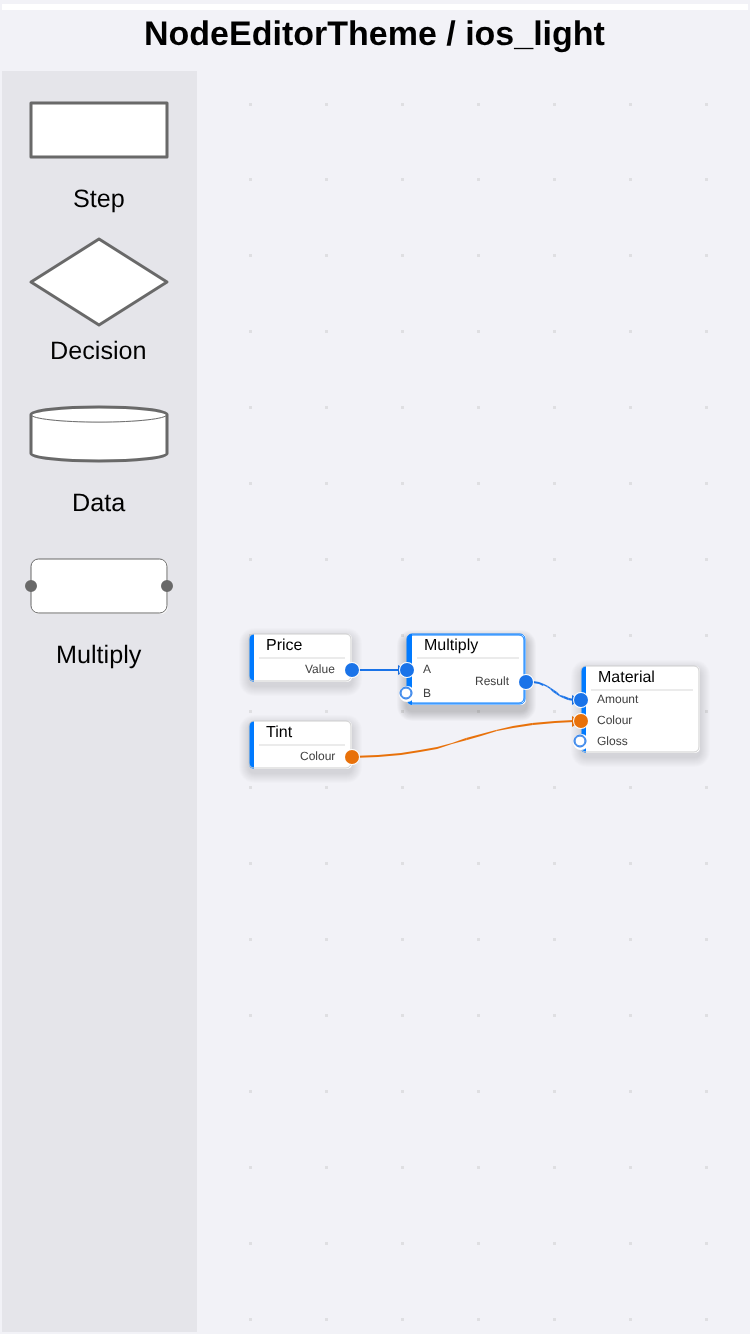 NodeEditorTheme / ios_light
Step
Decision
Data
Multiply
Price
Value
Multiply
A
Result
B
Tint
Colour
Material
Amount
Colour
Gloss